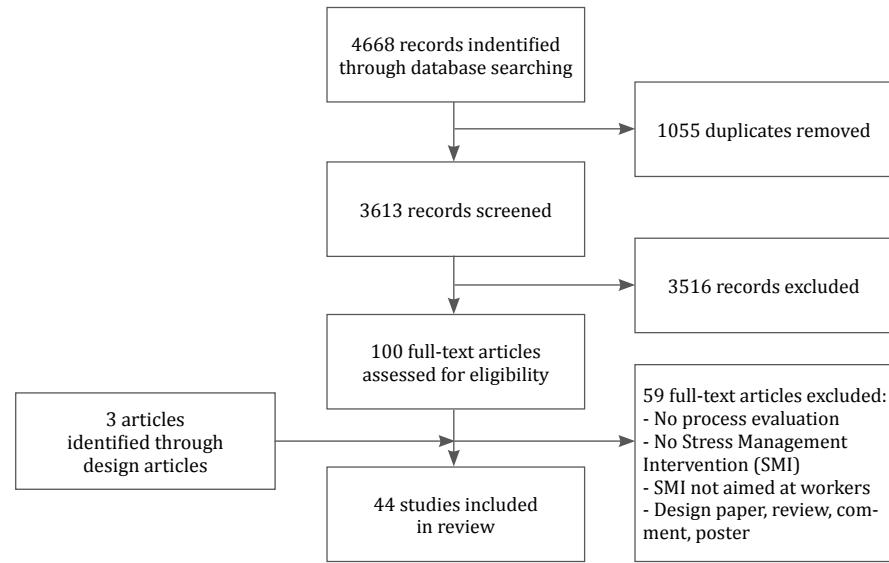 4668 records indentified
through database searching
1055 duplicates removed
3613 records screened
3516 records excluded
100 full-text articles
assessed for eligibility
3 articles
identified through
design articles
59 full-text articles excluded:
- No process evaluation
- No Stress Management
Intervention (SMI)
- SMI not aimed at workers
- Design paper, review, com-
ment, poster
44 studies included
in review